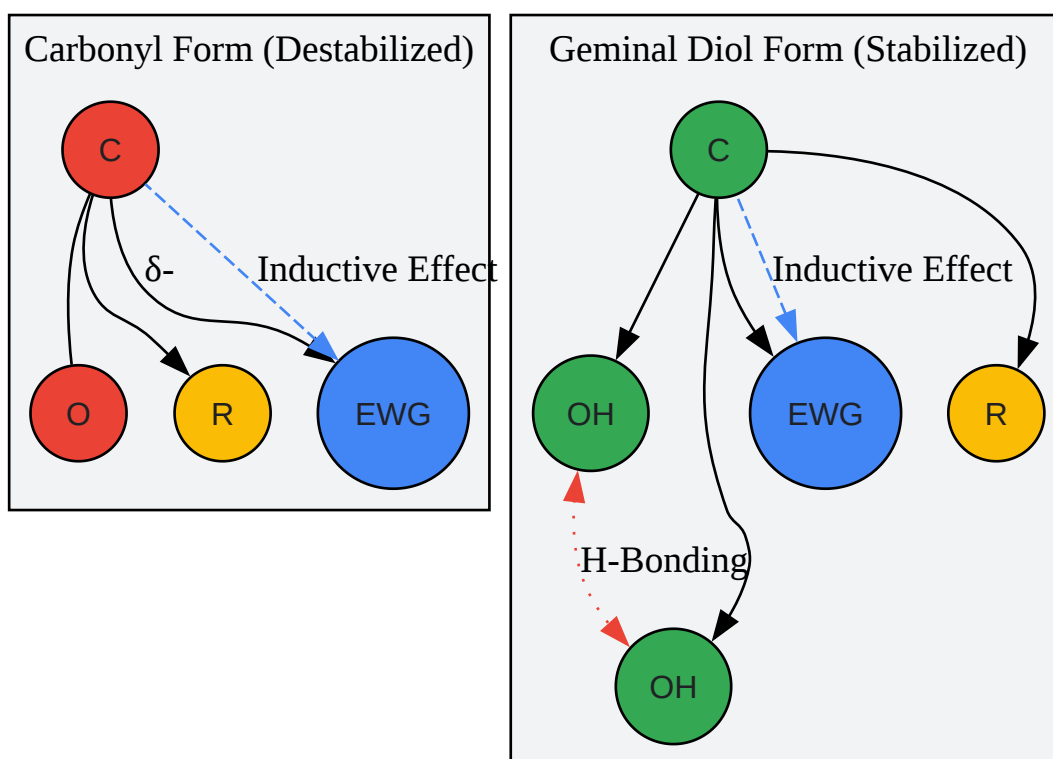 Carbonyl Form (Destabilized)
C
δ-
Inductive Effect
O
R
EWG
Geminal Diol Form (Stabilized)
C
Inductive Effect
OH
EWG
R
H-Bonding
OH